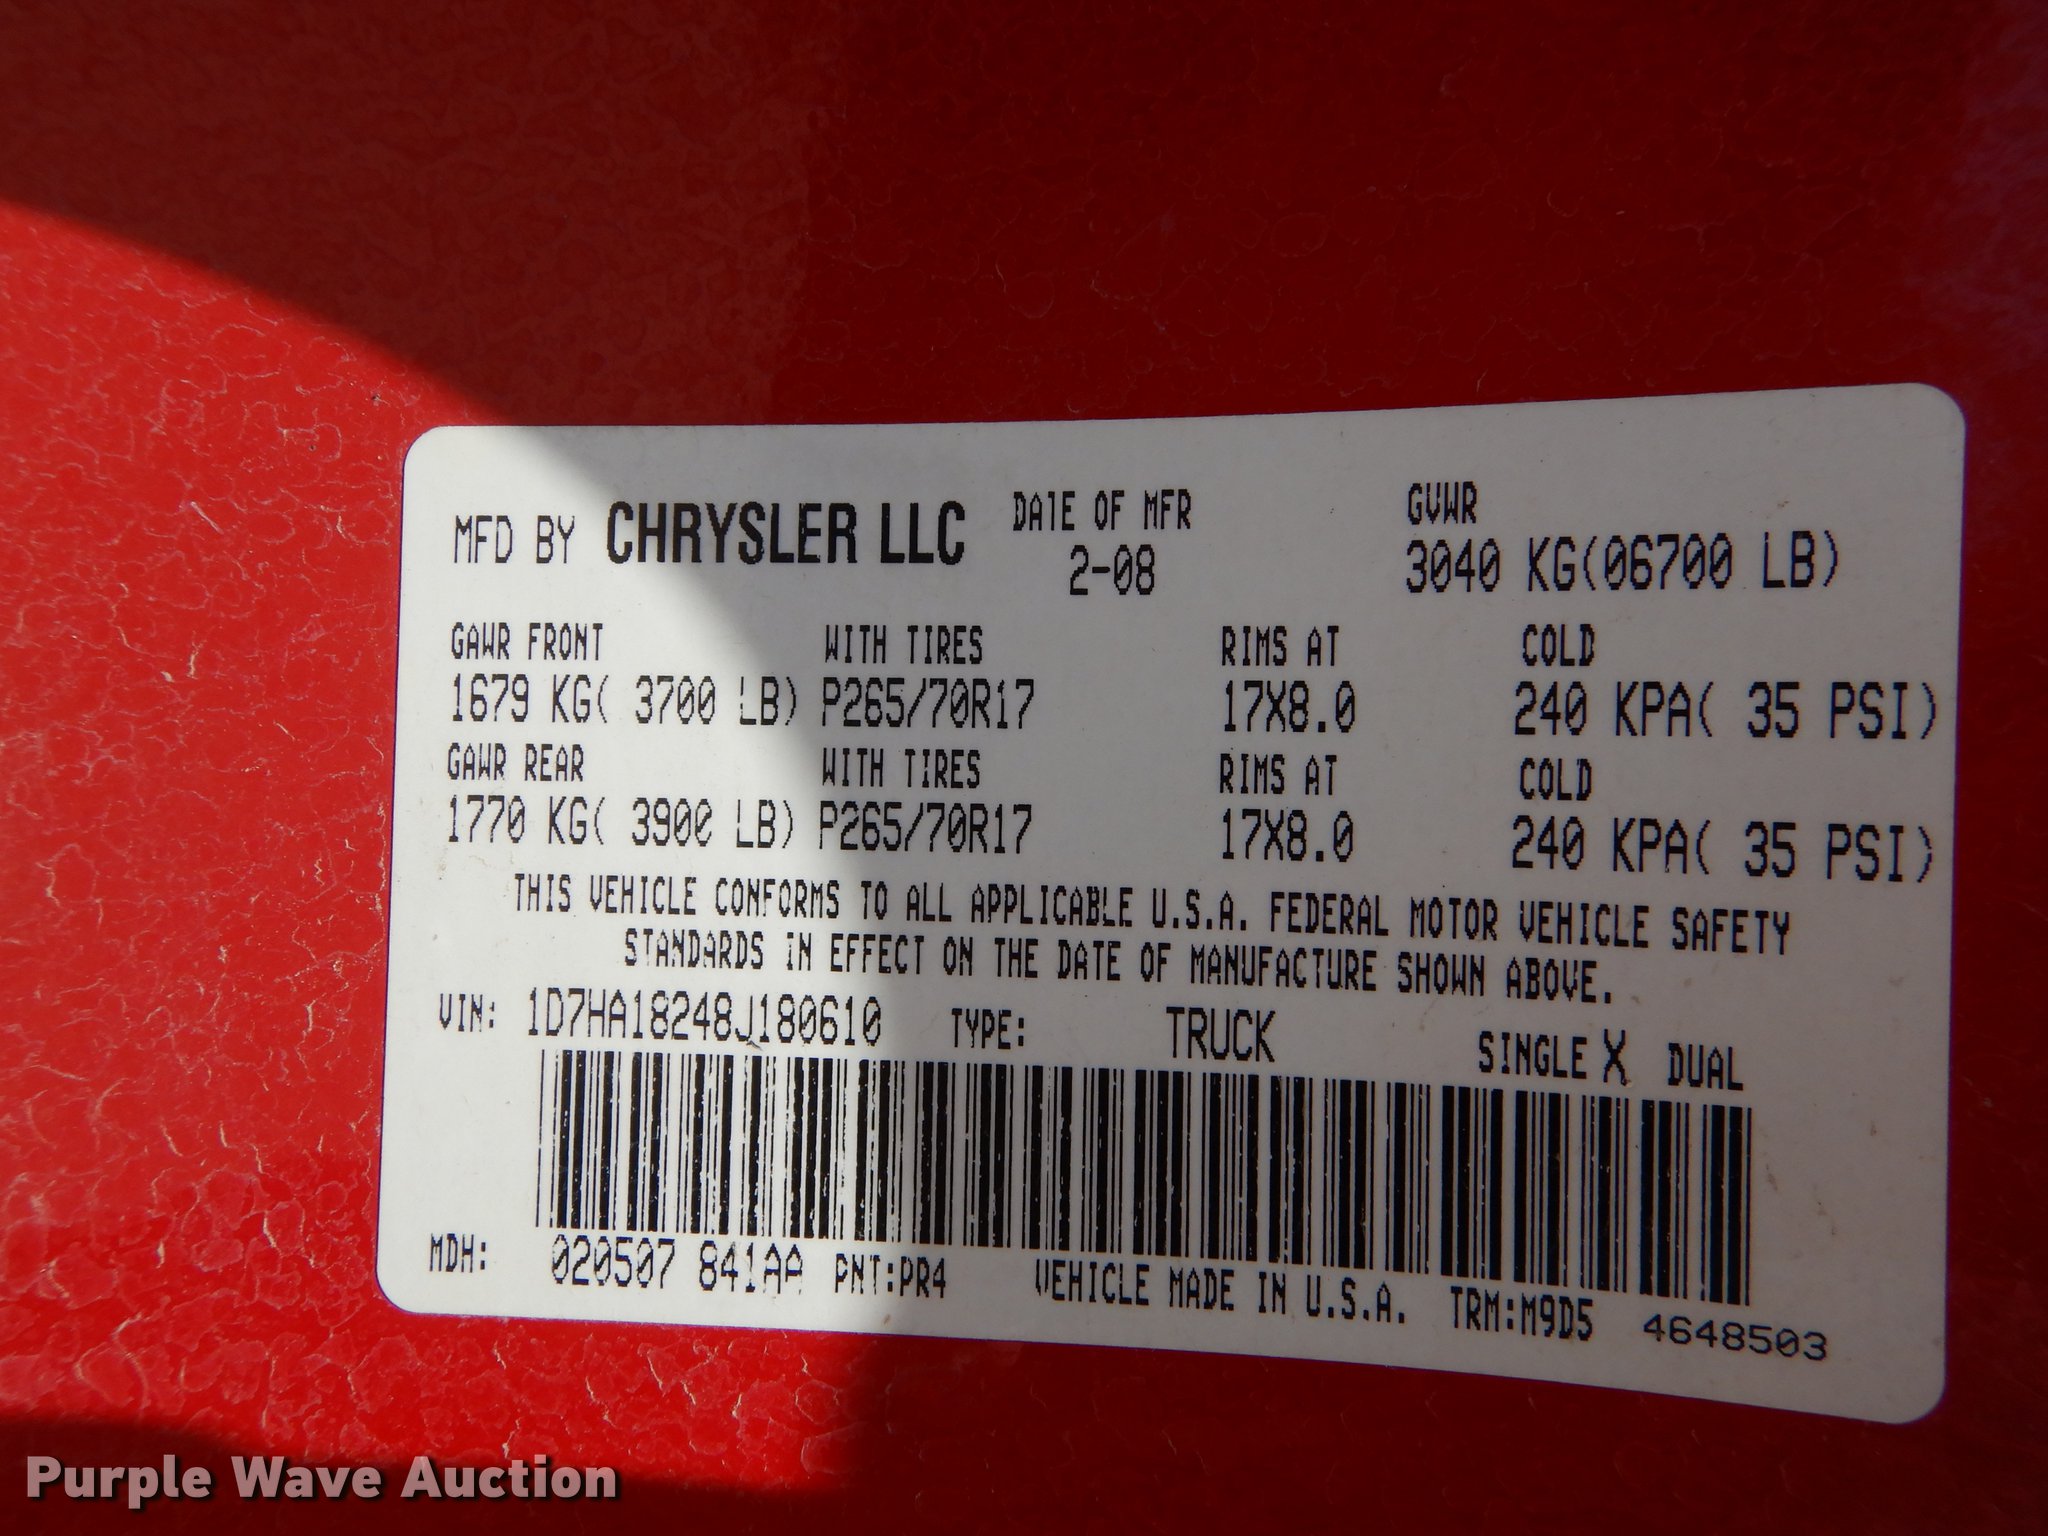 MFD BY CHRYSLER LLC DATE OF MFR GVWR
2-08 3040 KG(06700 LB)
GAWR FRONT WITH TIRES RIMS AT COLD
1679 KG( 3700 LB) P265/70R17 17X8.0 240 KPA( 35 PSI)
GAWR REAR WITH TIRES RIMS AT COLD
1770 KG( 3900 LB) P265/70R17 17X8.0 240 KPA( 35 PSI)
THIS VEHICLE CONFORMS TO ALL APPLICABLE U.S.A. FEDERAL MOTOR VEHICLE SAFETY
STANDARDS IN EFFECT ON THE DATE OF MANUFACTURE SHOWN ABOVE.
VIN: 1D7HA18248J180610 TYPE: TRUCK SINGLE X DUAL
MDH: 020507 841AA PNT:PR4 VEHICLE MADE IN U.S.A. TRM:M9D5 4648503
Purple Wave Auction